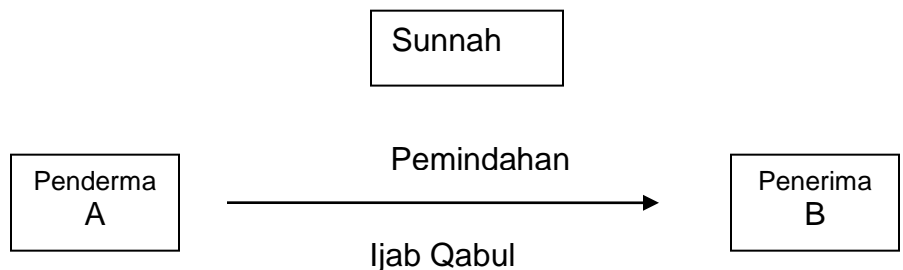 Sunnah
Pemindahan
Penderma
A
Penerima
B
Ijab Qabul